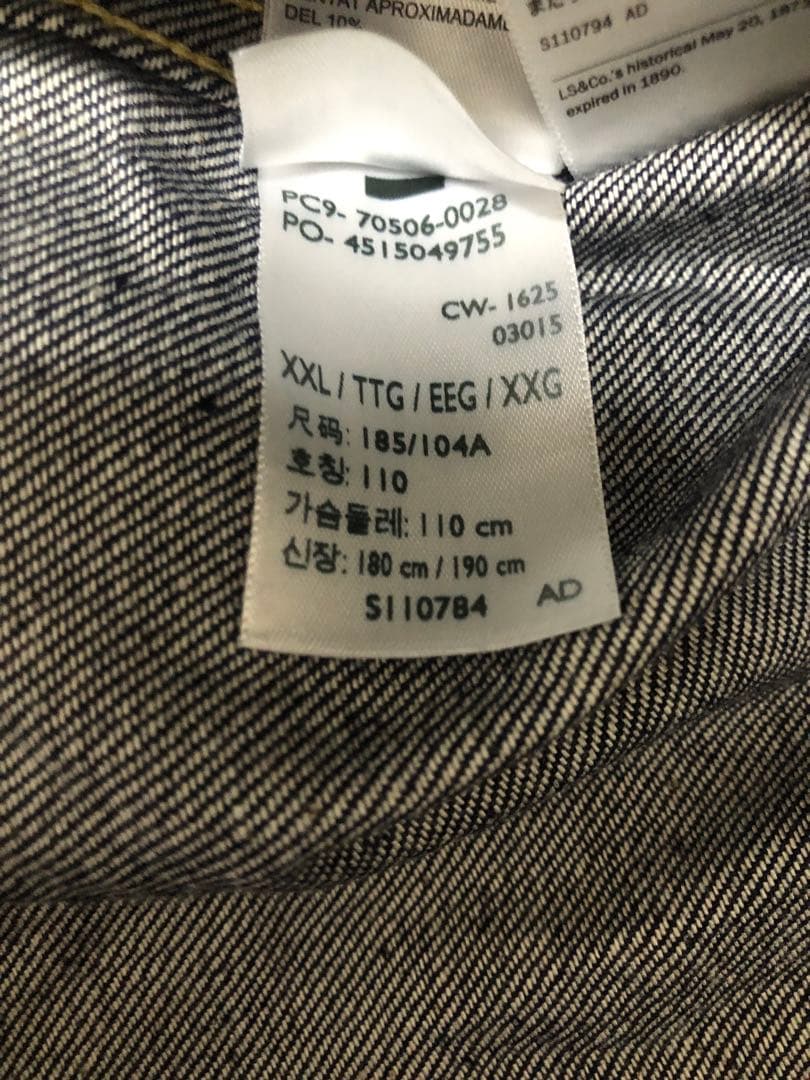 APROXIMADAME
DEL 10%
S110794 AD
LS&Co.'s historical May 20, 187
expired in 1890.
PC9- 70506-0028
PO- 4515049755
CW- 1625
03015
XXL / TTG / EEG / XXG
尺码: 185/104A
호칭: 110
가슴둘레: 110 cm
신장: 180 cm / 190 cm
S110784 AD